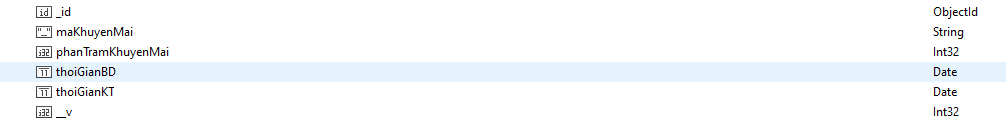 _id ObjectId
maKhuyenMai String
phanTramKhuyenMai Int32
thoiGianBD Date
thoiGianKT Date
__v Int32